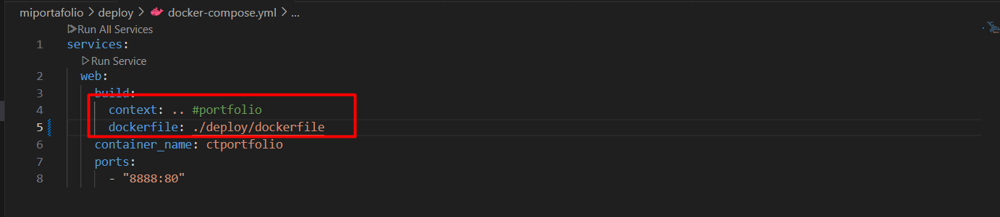 miportafolio > deploy > docker-compose.yml > ...
Run All Services
1 services:
Run Service
2 web:
3 build:
4 context: .. #portfolio
5 dockerfile: ./deploy/dockerfile
6 container_name: ctportfolio
7 ports:
8 - "8888:80"